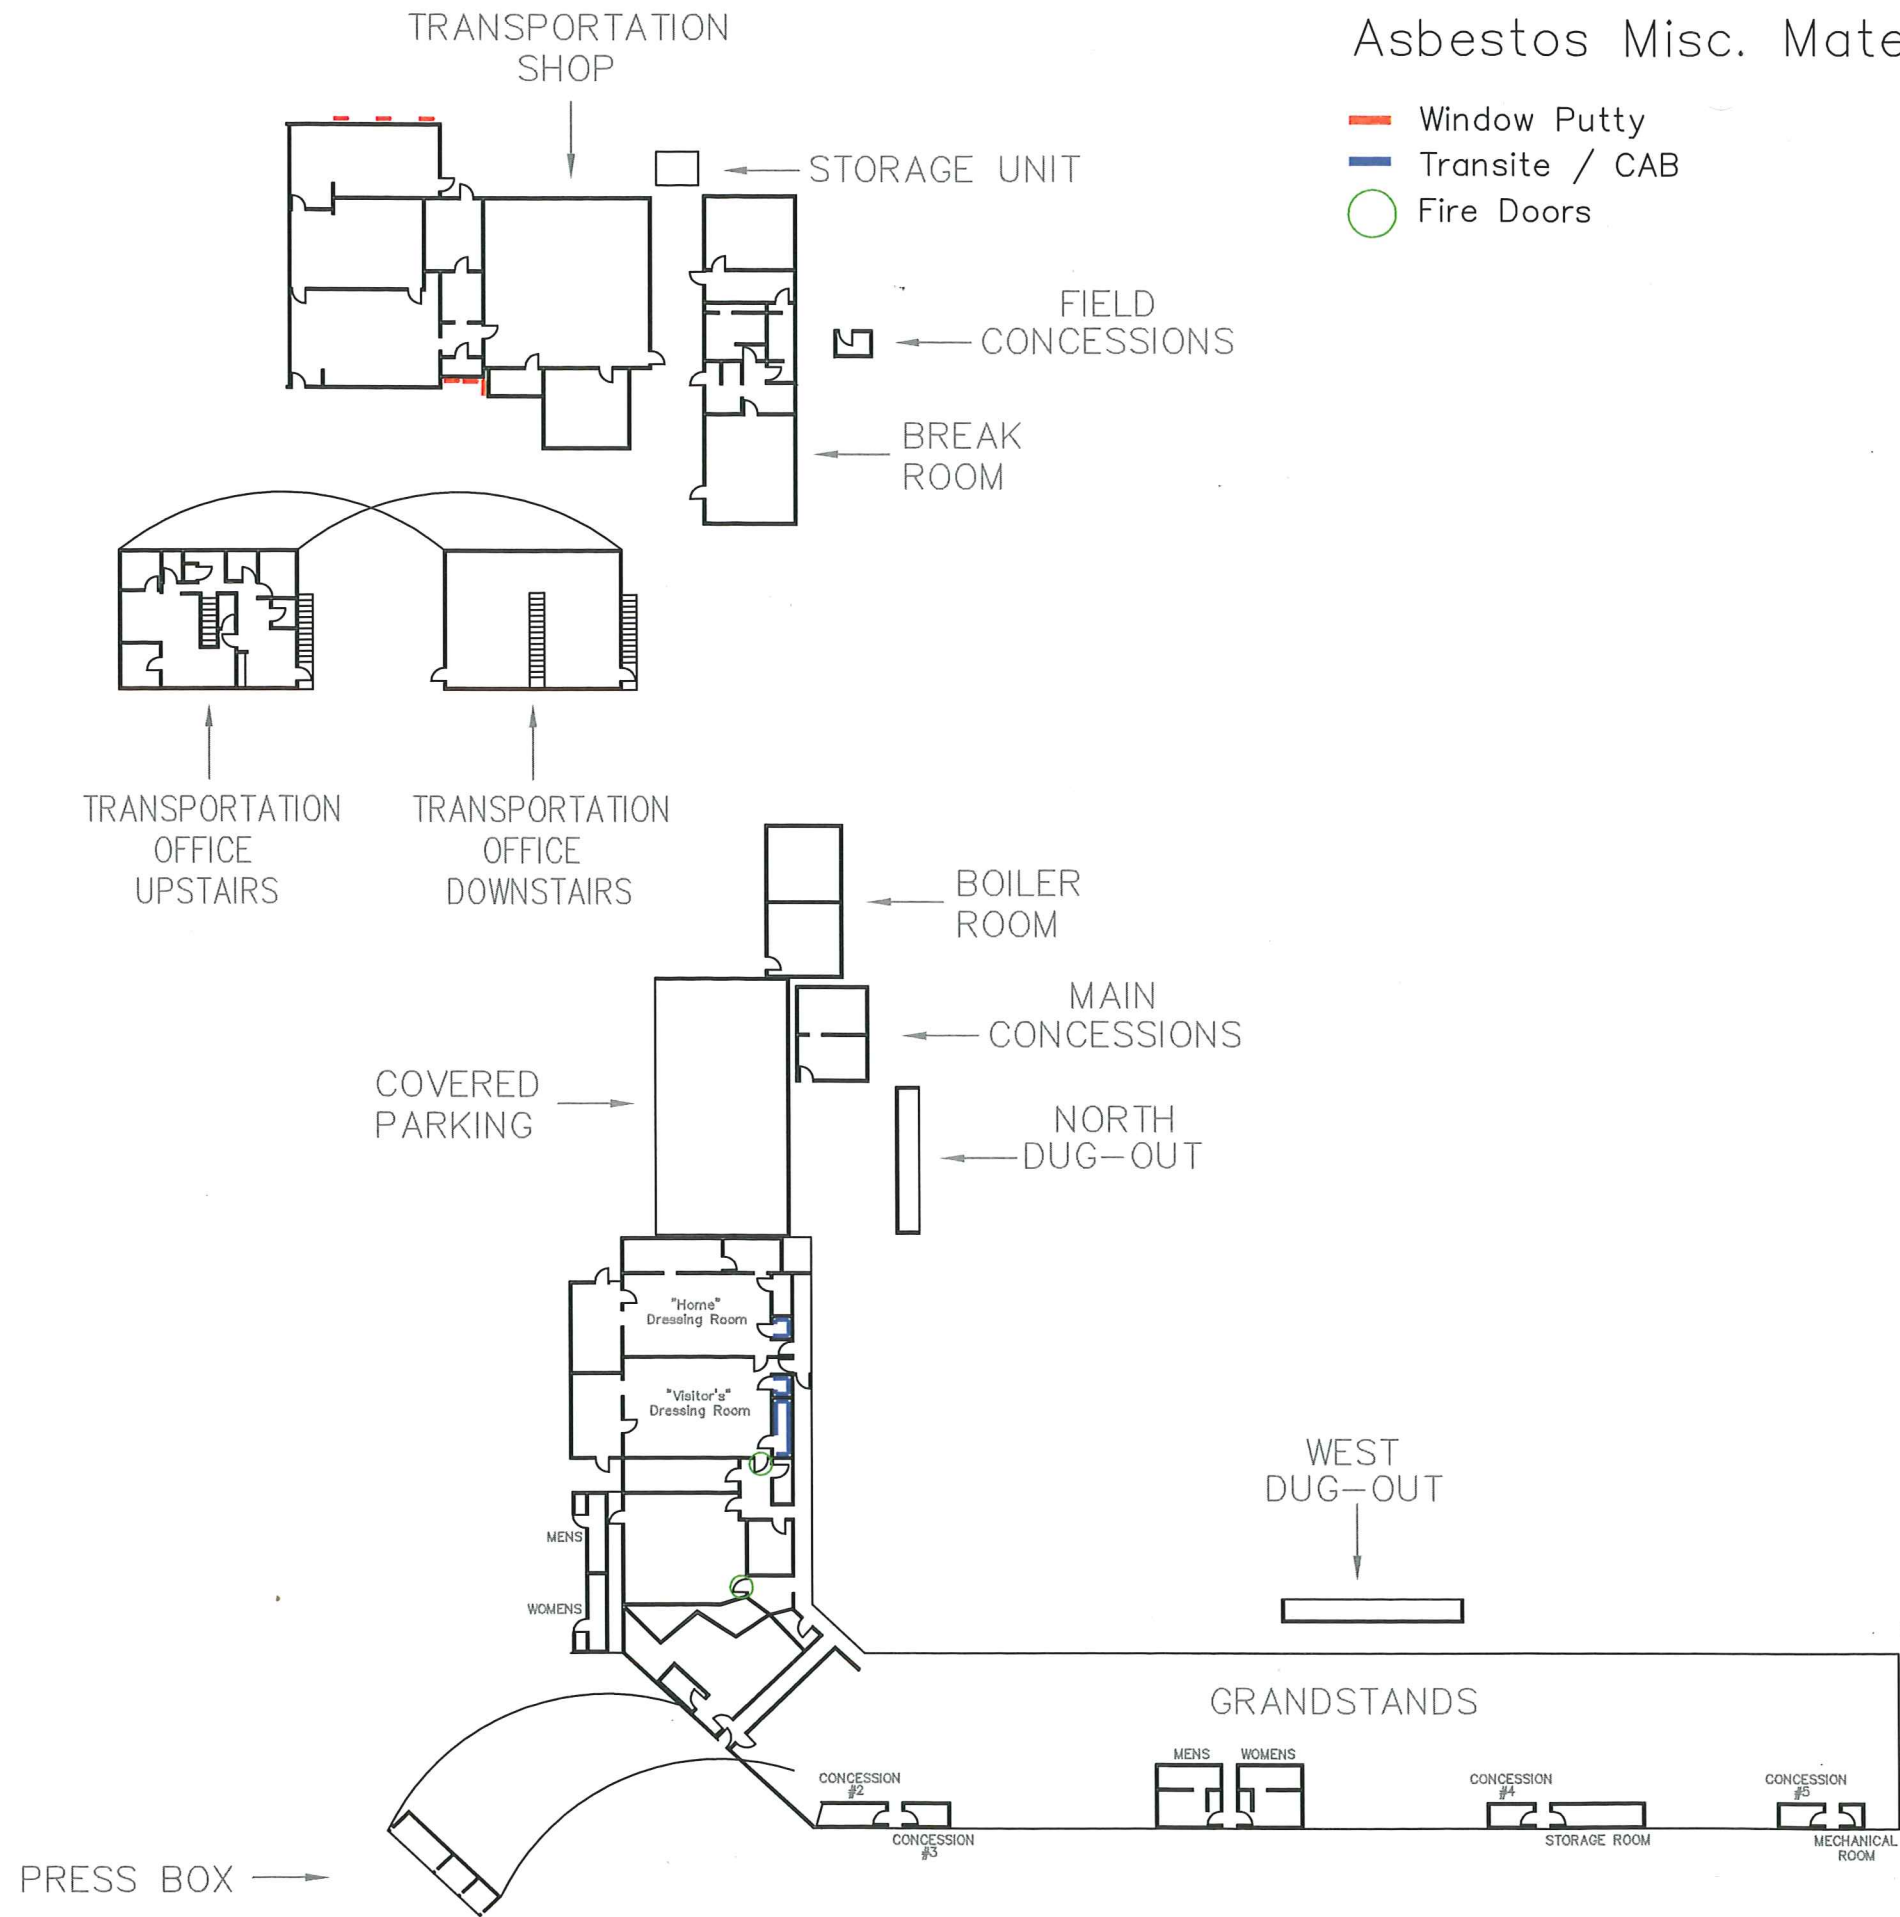 TRANSPORTATION
SHOP
Asbestos Misc. Mate
Window Putty
Transite / CAB
Fire Doors
STORAGE UNIT
FIELD
CONCESSIONS
BREAK
ROOM
TRANSPORTATION
OFFICE
UPSTAIRS
TRANSPORTATION
OFFICE
DOWNSTAIRS
BOILER
ROOM
MAIN
CONCESSIONS
COVERED
PARKING
NORTH
DUG-OUT
"Home"
Dressing Room
"Visitor's"
Dressing Room
WEST
DUG-OUT
MENS
WOMENS
GRANDSTANDS
MENS
WOMENS
CONCESSION
#2
CONCESSION
#3
CONCESSION
#4
STORAGE ROOM
CONCESSION
#5
MECHANICAL
ROOM
PRESS BOX